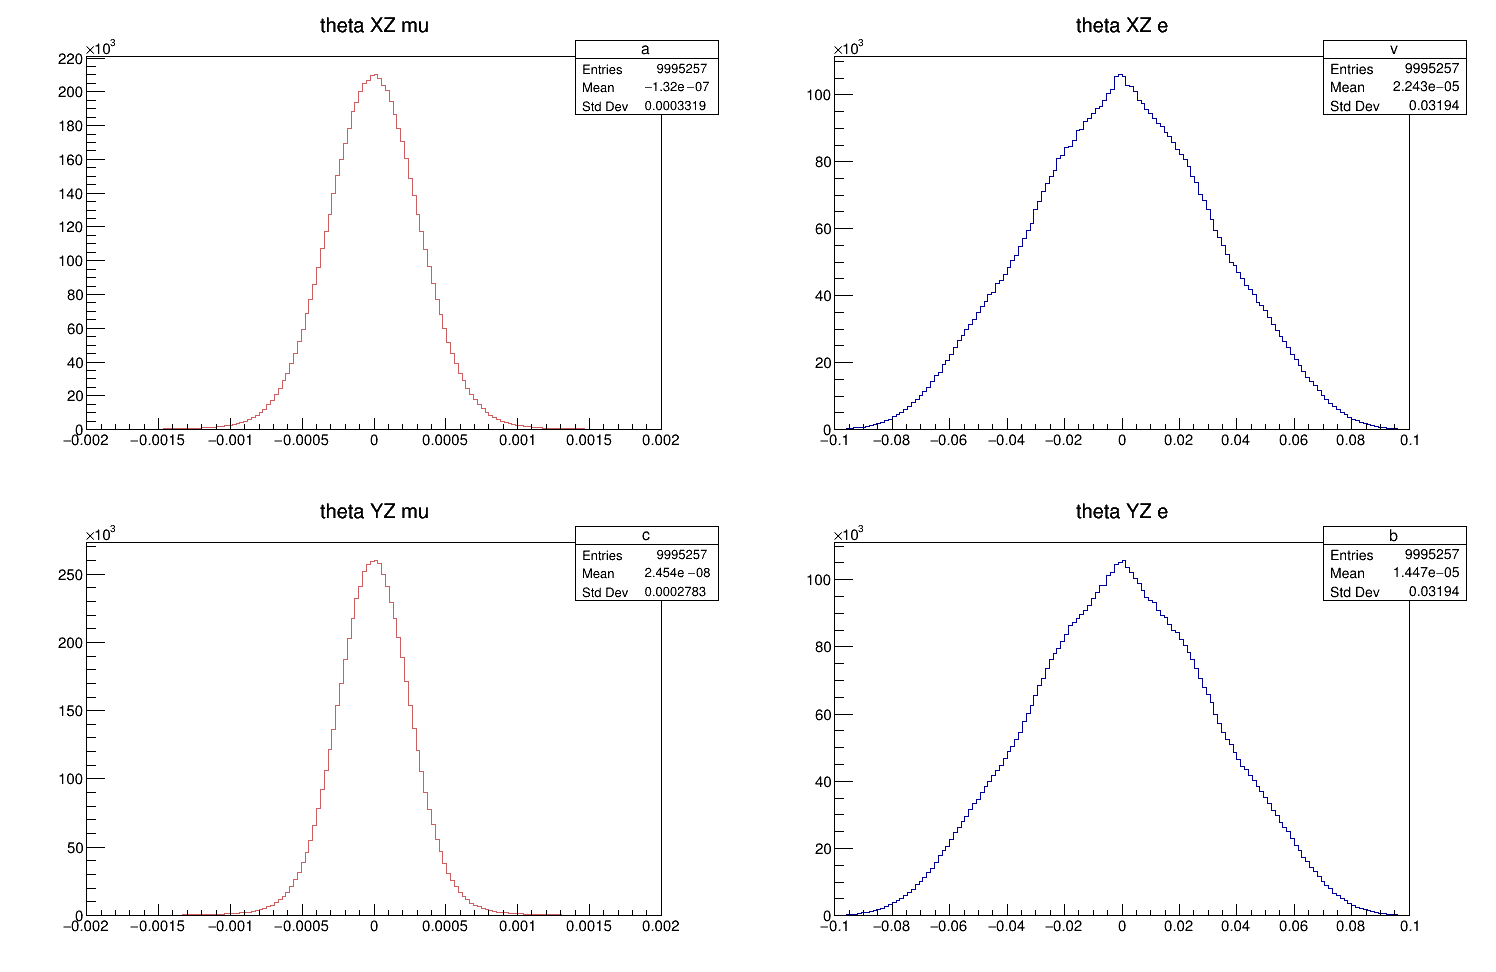 theta XZ mu
×10³
a
Entries 9995257
Mean −1.32e−07
Std Dev 0.0003319
220
200
180
160
140
120
100
80
60
40
20
0
−0.002 −0.0015 −0.001 −0.0005 0 0.0005 0.001 0.0015 0.002
theta XZ e
×10³
v
Entries 9995257
Mean 2.243e−05
Std Dev 0.03194
100
80
60
40
20
0
−0.1 −0.08 −0.06 −0.04 −0.02 0 0.02 0.04 0.06 0.08 0.1
theta YZ mu
×10³
c
Entries 9995257
Mean 2.454e−08
Std Dev 0.0002783
250
200
150
100
50
0
−0.002 −0.0015 −0.001 −0.0005 0 0.0005 0.001 0.0015 0.002
theta YZ e
×10³
b
Entries 9995257
Mean 1.447e−05
Std Dev 0.03194
100
80
60
40
20
0
−0.1 −0.08 −0.06 −0.04 −0.02 0 0.02 0.04 0.06 0.08 0.1